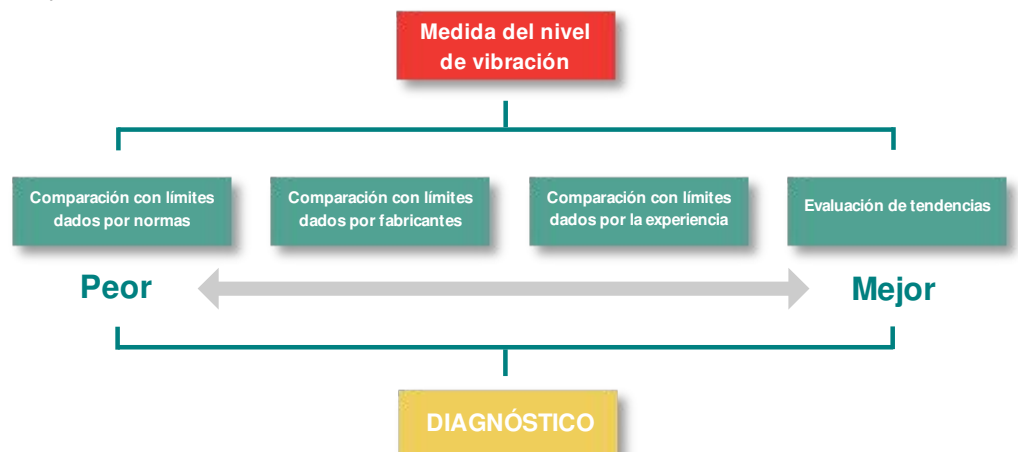 Medida del nivel
de vibración
Comparación con límites
dados por normas
Comparación con límites
dados por fabricantes
Comparación con límites
dados por la experiencia
Evaluación de tendencias
Peor
Mejor
DIAGNÓSTICO